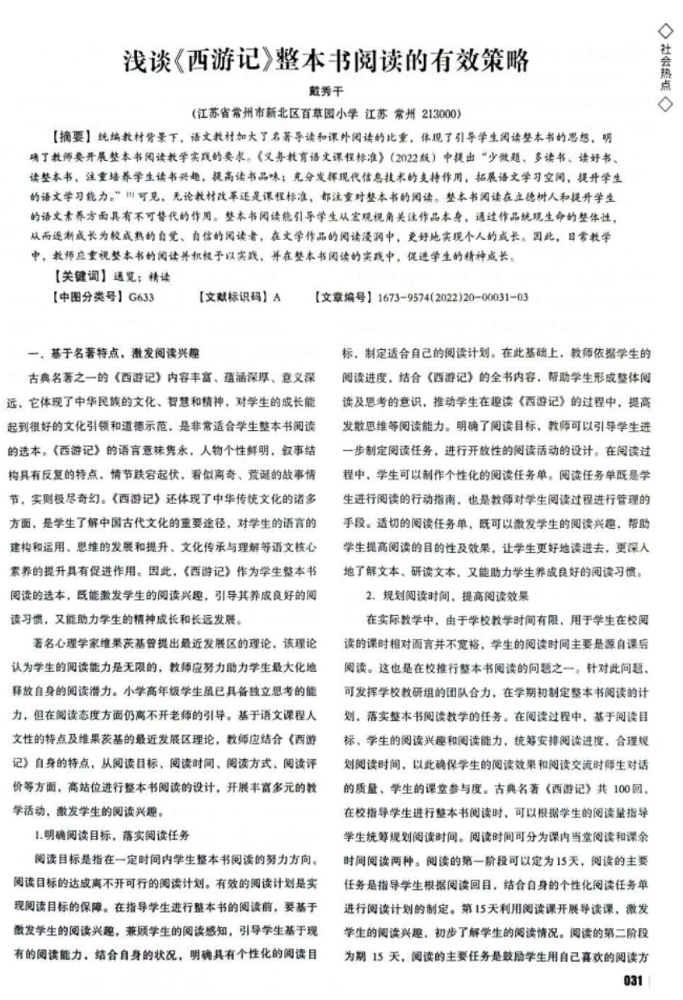 ◇社会热点◇
浅谈《西游记》整本书阅读的有效策略
戴秀干
(江苏省常州市新北区百草园小学 江苏 常州 213000)
【摘要】统编教材背景下，语文教材加大了名著导读和课外阅读的比重，体现了引导学生阅读整本书的思想，明
确了教师要开展整本书阅读教学实践的要求。《义务教育语文课程标准》(2022版) 中提出“少做题、多读书、读好书、
读整本书，注重培养学生读书兴趣，提高读书品味；充分发挥现代信息技术的支持作用，拓展语文学习空间，提升学生
的语文学习能力。”[1]可见，无论教材改革还是课程标准，都注重对整本书的阅读。整本书阅读在立德树人和提升学生
的语文素养方面具有不可替代的作用。整本书阅读能引导学生从宏观视角关注作品本身，通过作品统观生命的整体性，
从而逐渐成长为较成熟的自觉、自信的阅读者，在文学作品的阅读浸润中，更好地实现个人的成长。因此，日常教学
中，教师应重视整本书的阅读并积极予以实践，并在整本书阅读的实践中，促进学生的精神成长。
【关键词】通览；精读
【中图分类号】G633 【文献标识码】A 【文章编号】1673-9574(2022)20-00031-03
一、基于名著特点，激发阅读兴趣
古典名著之一的《西游记》内容丰富、蕴涵深厚、意义深
远，它体现了中华民族的文化、智慧和精神，对学生的成长能
起到很好的文化引领和道德示范，是非常适合学生整本书阅读
的选本。《西游记》的语言意味隽永，人物个性鲜明，叙事结
构具有反复的特点，情节跌宕起伏，看似离奇、荒诞的故事情
节，实则极尽奇幻。《西游记》还体现了中华传统文化的诸多
方面，是学生了解中国古代文化的重要途径，对学生的语言的
建构和运用、思维的发展和提升、文化传承与理解等语文核心
素养的提升具有促进作用。因此，《西游记》作为学生整本书
阅读的选本，既能激发学生的阅读兴趣，引导其养成良好的阅
读习惯，又能助力学生的精神成长和长远发展。
著名心理学家维果茨基曾提出最近发展区的理论，该理论
认为学生的阅读能力是无限的，教师应努力助力学生最大化地
释放自身的阅读潜力。小学高年级学生虽已具备独立思考的能
力，但在阅读态度方面仍离不开老师的引导。基于语文课程人
文性的特点及维果茨基的最近发展区理论，教师应结合《西游
记》自身的特点，从阅读目标、阅读时间、阅读方式、阅读评
价等方面，高站位进行整本书阅读的设计，开展丰富多元的教
学活动，激发学生的阅读兴趣。
1.明确阅读目标，落实阅读任务
阅读目标是指在一定时间内学生整本书阅读的努力方向。
阅读目标的达成离不开可行的阅读计划。有效的阅读计划是实
现阅读目标的保障。在指导学生进行整本书的阅读前，要基于
激发学生的阅读兴趣，兼顾学生的阅读感知，引导学生基于现
有的阅读能力，结合自身的状况，明确具有个性化的阅读目
标，制定适合自己的阅读计划。在此基础上，教师依据学生的
阅读进度，结合《西游记》的全书内容，帮助学生形成整体阅
读及思考的意识，推动学生在趣读《西游记》的过程中，提高
发散思维等阅读能力。明确了阅读目标，教师可以引导学生进
一步制定阅读任务，进行开放性的阅读活动的设计。在阅读过
程中，学生可以制作个性化的阅读任务单。阅读任务单既是学
生进行阅读的行动指南，也是教师对学生阅读过程进行管理的
手段。适切的阅读任务单，既可以激发学生的阅读兴趣，帮助
学生提高阅读的目的性及效果，让学生更好地读进去，更深入
地了解文本、研读文本，又能助力学生养成良好的阅读习惯。
2. 规划阅读时间，提高阅读效果
在实际教学中，由于学校教学时间有限，用于学生在校阅
读的课时相对而言并不宽裕，学生的阅读时间主要是源自课后
阅读。这也是在校推行整本书阅读的问题之一。针对此问题，
可发挥学校教研组的团队合力，在学期初制定整本书阅读的计
划，落实整本书阅读教学的任务。在阅读过程中，基于阅读目
标、学生的阅读兴趣和阅读能力，统筹安排阅读进度，合理规
划阅读时间，以此确保学生的阅读效果和阅读交流时师生对话
的质量、学生的课堂参与度。古典名著《西游记》共 100回，
在校指导学生进行整本书阅读时，可以根据学生的阅读量指导
学生统筹规划阅读时间。阅读时间可分为课内当堂阅读和课余
时间阅读两种。阅读的第一阶段可以定为15天，阅读的主要
任务是指导学生根据阅读回目，结合自身的个性化阅读任务单
进行阅读计划的制定。第15天利用阅读课开展导读课，激发
学生的阅读兴趣，初步了解学生的阅读情况。阅读的第二阶段
为期 15 天，阅读的主要任务是鼓励学生用自己喜欢的阅读方
031